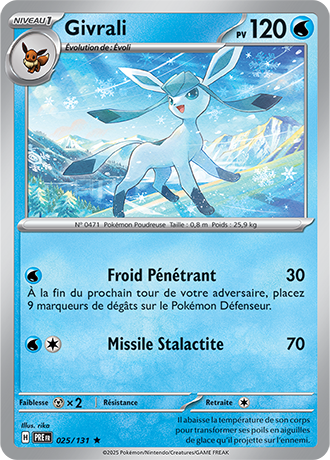 NIVEAU 1
Givrali
PV 120
Évolution de : Évoli
N° 0471 Pokémon Poudreuse Taille : 0,8 m Poids : 25,9 kg
Froid Pénétrant 30
À la fin du prochain tour de votre adversaire, placez
9 marqueurs de dégâts sur le Pokémon Défenseur.
Missile Stalactite 70
Faiblesse ×2 Résistance Retraite
Illus. rika
H PRE FR 025/131 ★
Il abaisse la température de son corps
pour transformer ses poils en aiguilles
de glace qu'il projette sur l'ennemi.
©2025 Pokémon/Nintendo/Creatures/GAME FREAK